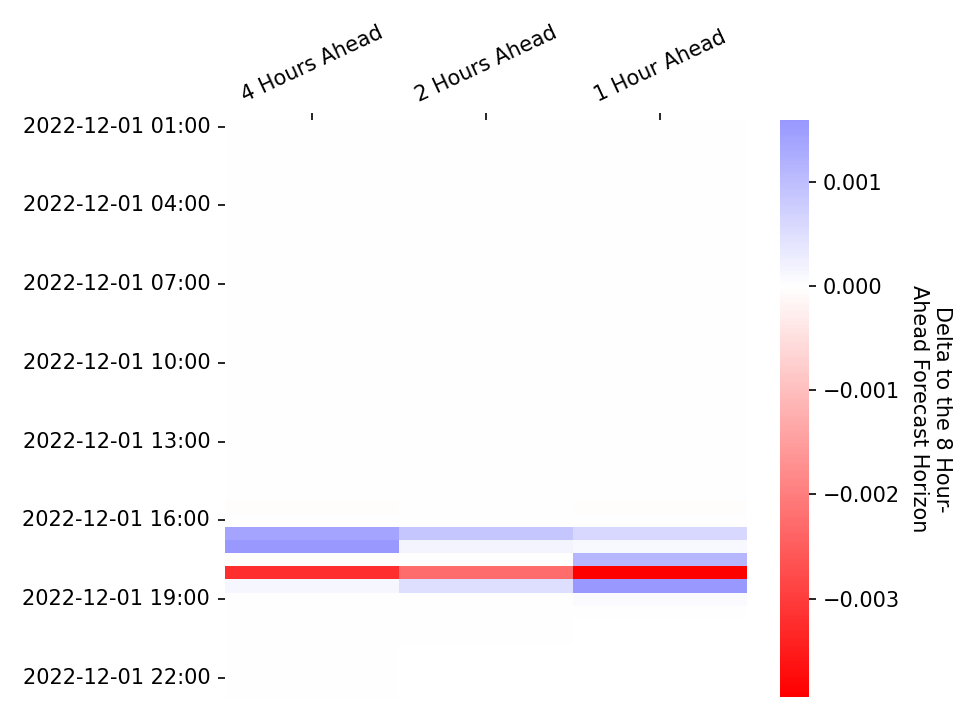 4 Hours Ahead
2 Hours Ahead
1 Hour Ahead
2022-12-01 01:00
2022-12-01 04:00
2022-12-01 07:00
2022-12-01 10:00
2022-12-01 13:00
2022-12-01 16:00
2022-12-01 19:00
2022-12-01 22:00
0.001
0.000
−0.001
−0.002
−0.003
Delta to the 8 Hour-
Ahead Forecast Horizon